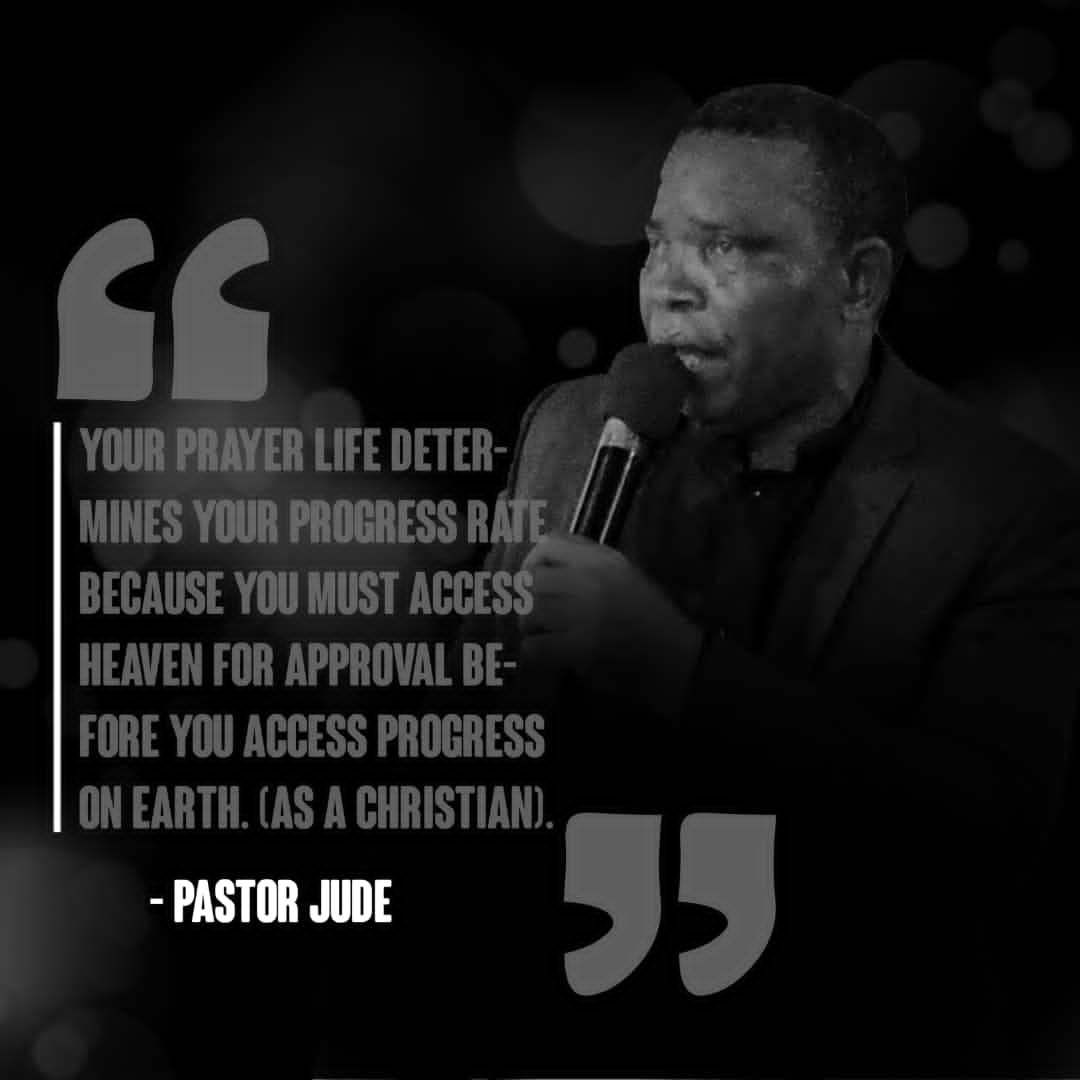 YOUR PRAYER LIFE DETER-
MINES YOUR PROGRESS RATE
BECAUSE YOU MUST ACCESS
HEAVEN FOR APPROVAL BE-
FORE YOU ACCESS PROGRESS
ON EARTH. (AS A CHRISTIAN).
- PASTOR JUDE